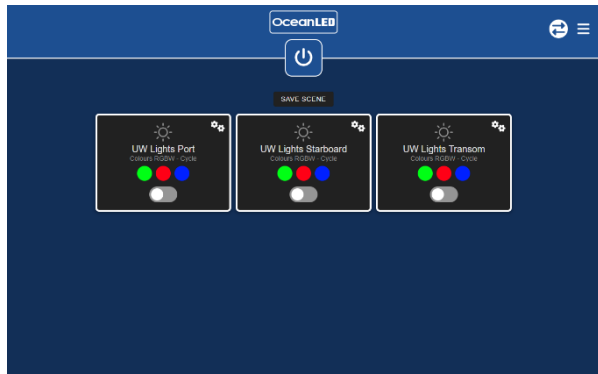 OceanLED
SAVE SCENE
UW Lights Port
Colours RGBW - Cycle
UW Lights Starboard
Colours RGBW - Cycle
UW Lights Transom
Colours RGBW - Cycle